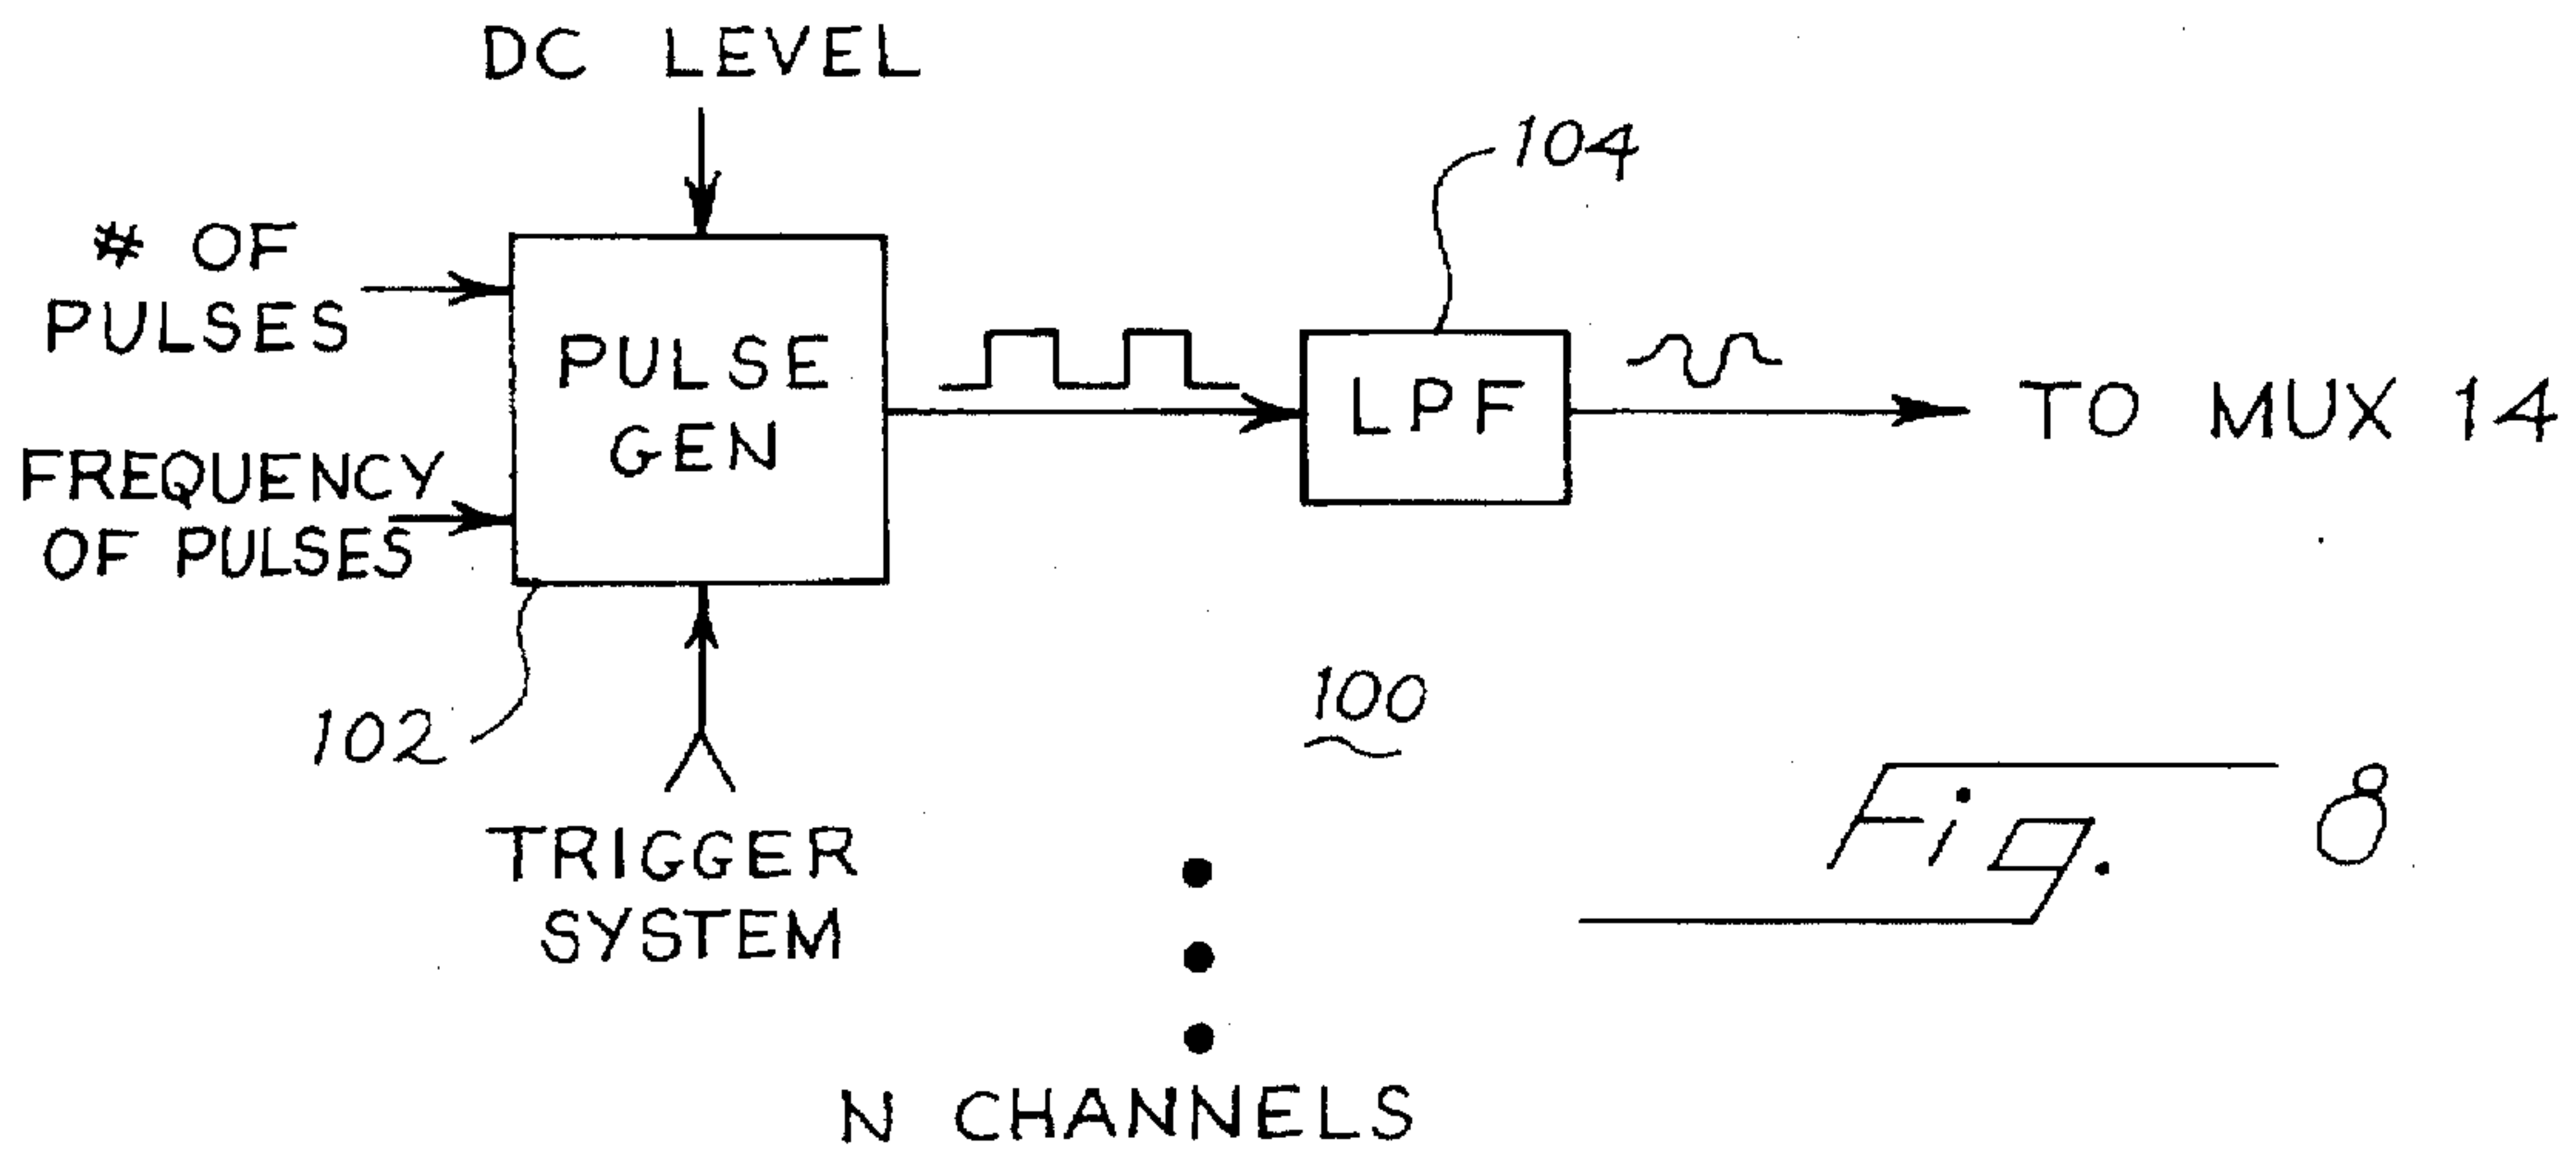 DC LEVEL
104
# OF
PULSES
PULSE
GEN
LPF
TO MUX 14
FREQUENCY
OF PULSES
102
100
TRIGGER
SYSTEM
Fig. 8
N CHANNELS